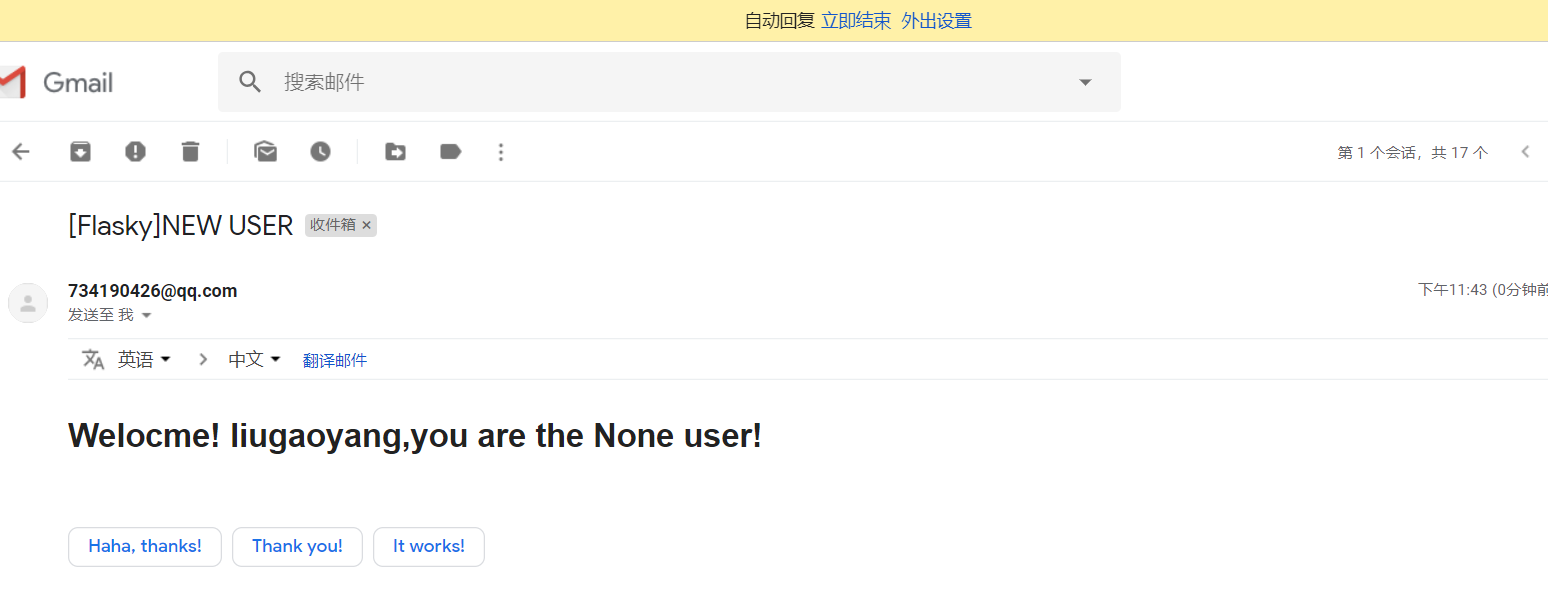 自动回复 立即结束 外出设置
Gmail
搜索邮件
第 1 个会话，共 17 个
[Flasky]NEW USER 收件箱 ×
734190426@qq.com
下午11:43 (0分钟前
发送至 我
英语 中文 翻译邮件
Welocme! liugaoyang,you are the None user!
Haha, thanks! Thank you! It works!